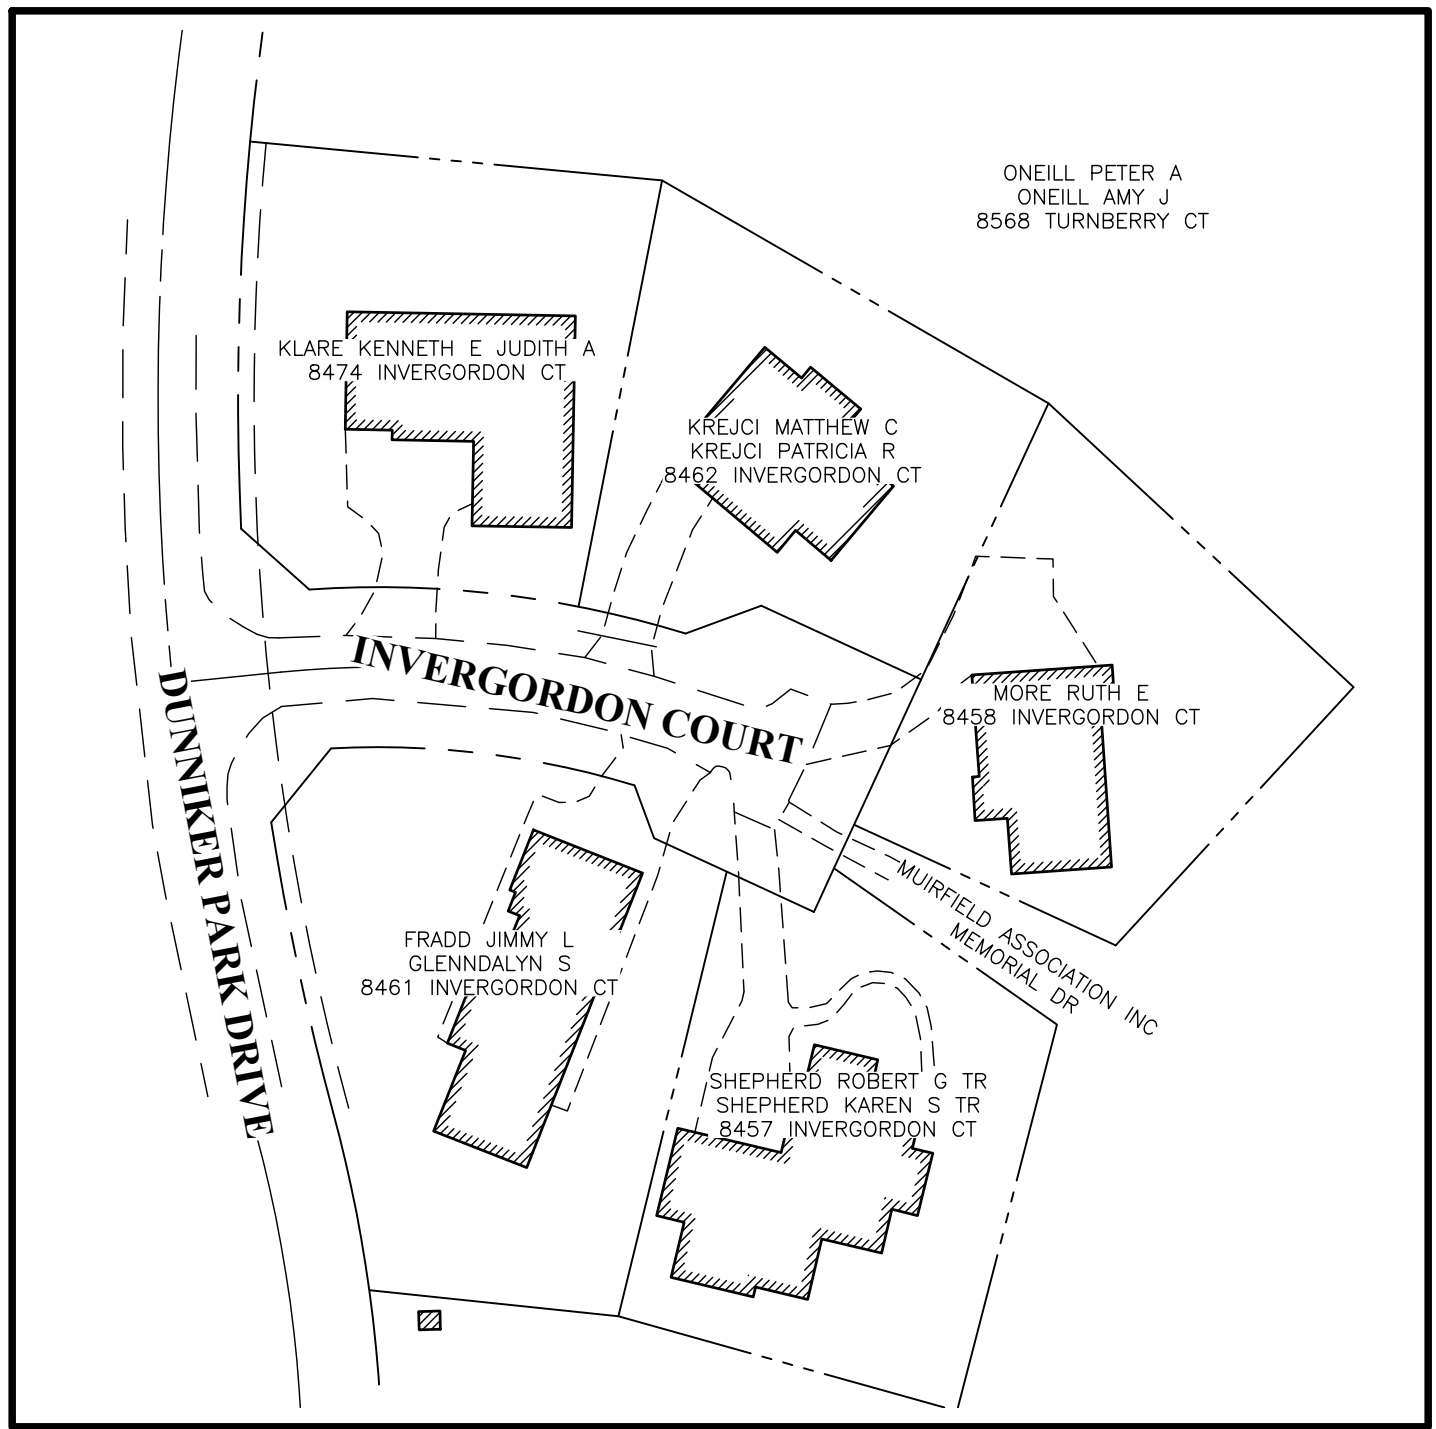 ONEILL PETER A
ONEILL AMY J
8568 TURNBERRY CT
KLARE KENNETH E JUDITH A
8474 INVERGORDON CT
KREJCI MATTHEW C
KREJCI PATRICIA R
8462 INVERGORDON CT
INVERGORDON COURT
MORE RUTH E
8458 INVERGORDON CT
DUNNIKER PARK DRIVE
MUIRFIELD ASSOCIATION INC
MEMORIAL DR
FRADD JIMMY L
GLENNDALYN S
8461 INVERGORDON CT
SHEPHERD ROBERT G TR
SHEPHERD KAREN S TR
8457 INVERGORDON CT